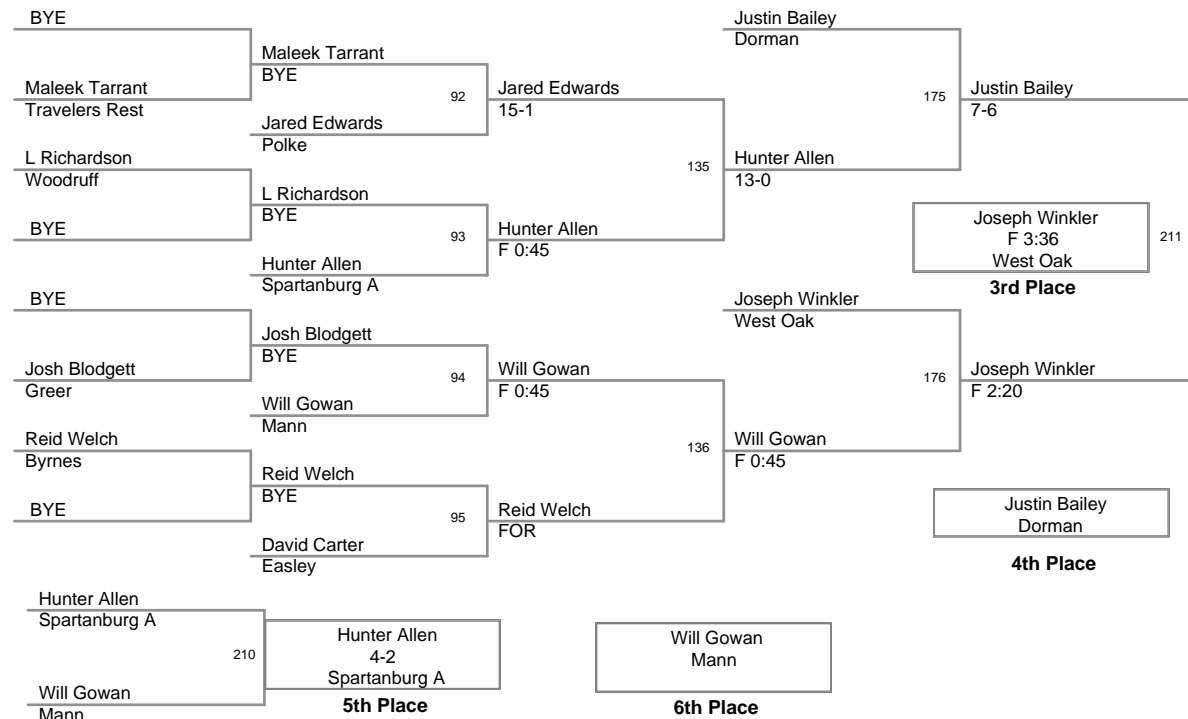 BYE
Maleek Tarrant
Travelers Rest
L Richardson
Woodruff
BYE
BYE
Josh Blodgett
Greer
Reid Welch
Byrnes
BYE
Maleek Tarrant
BYE
92
Jared Edwards
Polke
L Richardson
BYE
93
Hunter Allen
Spartanburg A
Josh Blodgett
BYE
94
Will Gowan
Mann
Reid Welch
BYE
95
David Carter
Easley
Jared Edwards
15-1
135
Hunter Allen
F 0:45
Will Gowan
F 0:45
136
Reid Welch
FOR
Justin Bailey
Dorman
175
Hunter Allen
13-0
Joseph Winkler
West Oak
176
Will Gowan
F 0:45
Justin Bailey
7-6
Joseph Winkler
F 3:36
West Oak
211
3rd Place
Joseph Winkler
F 2:20
Justin Bailey
Dorman
4th Place
Hunter Allen
Spartanburg A
210
Will Gowan
Mann
Hunter Allen
4-2
Spartanburg A
5th Place
Will Gowan
Mann
6th Place